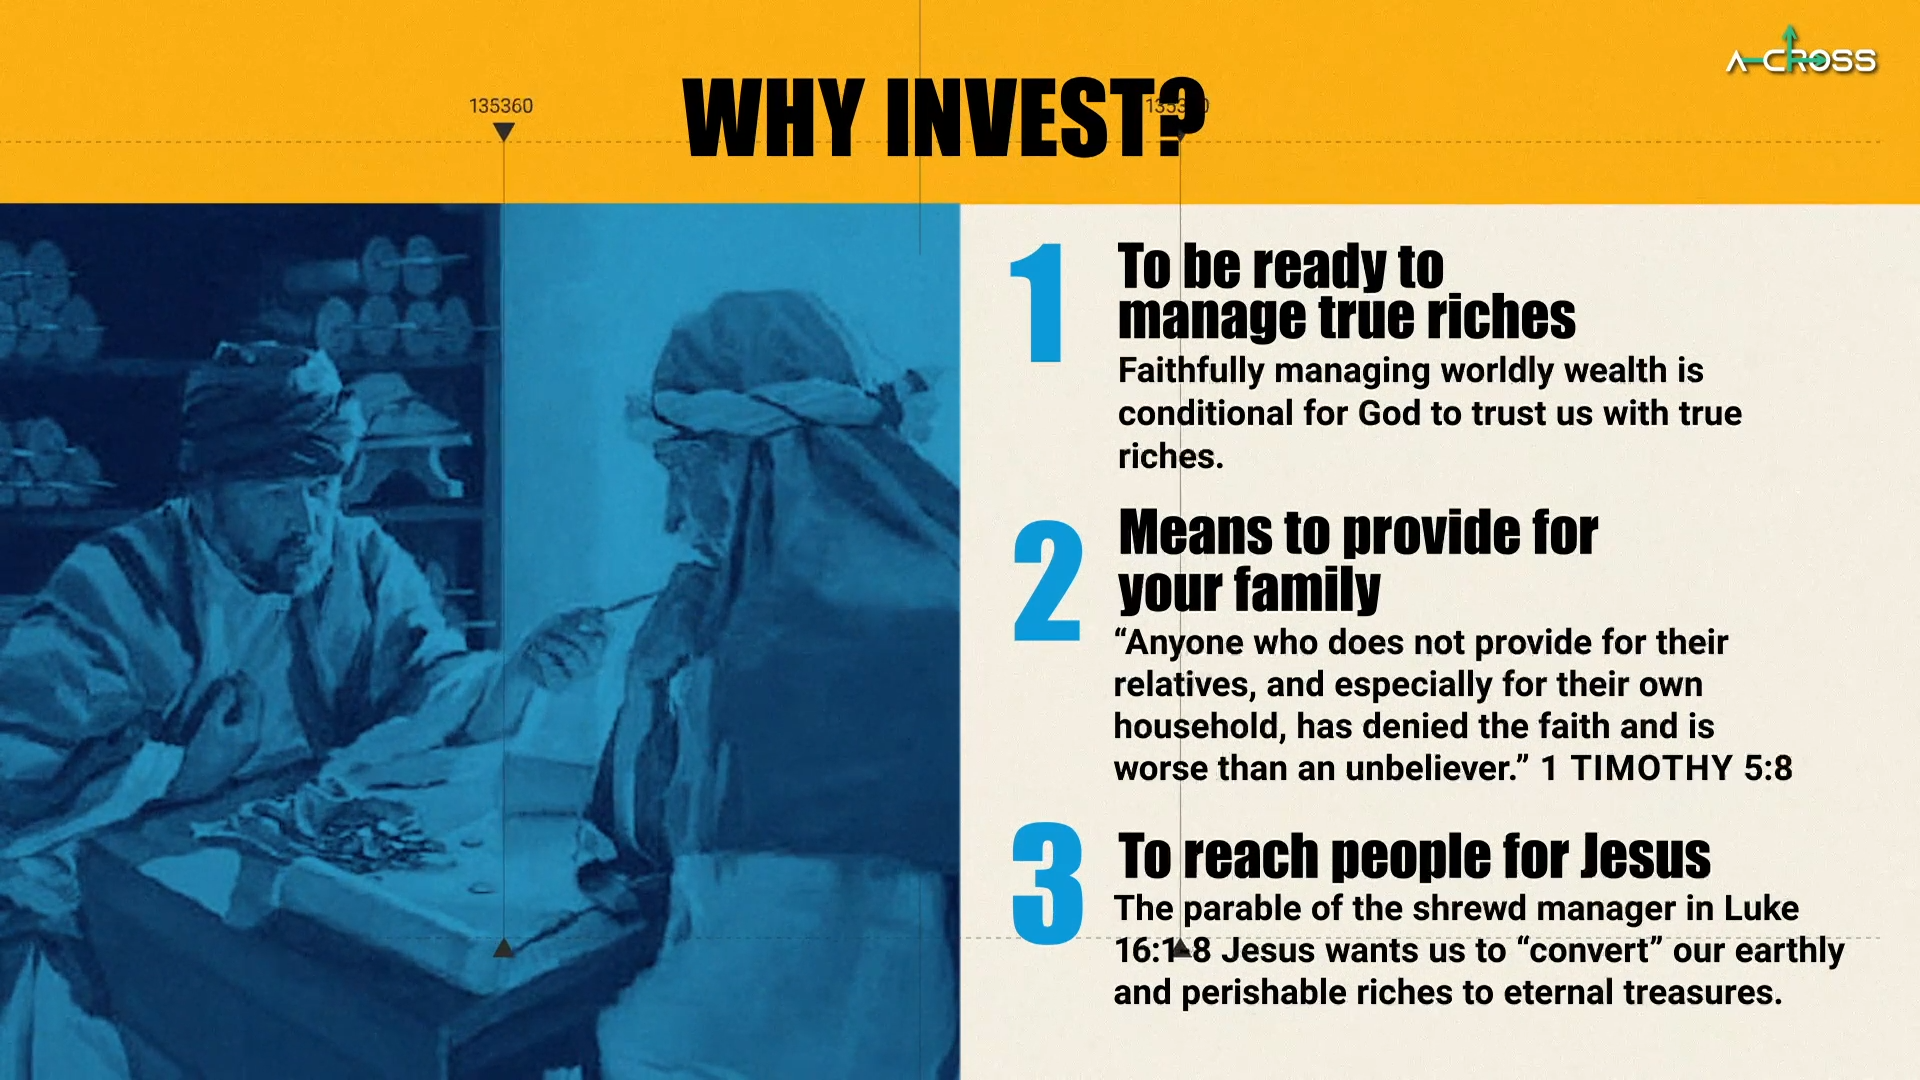 A-CROSS
135360
WHY INVEST?
1
To be ready to
manage true riches
Faithfully managing worldly wealth is
conditional for God to trust us with true
riches.
2
Means to provide for
your family
“Anyone who does not provide for their
relatives, and especially for their own
household, has denied the faith and is
worse than an unbeliever.” 1 TIMOTHY 5:8
3
To reach people for Jesus
The parable of the shrewd manager in Luke
16:1-8 Jesus wants us to “convert” our earthly
and perishable riches to eternal treasures.